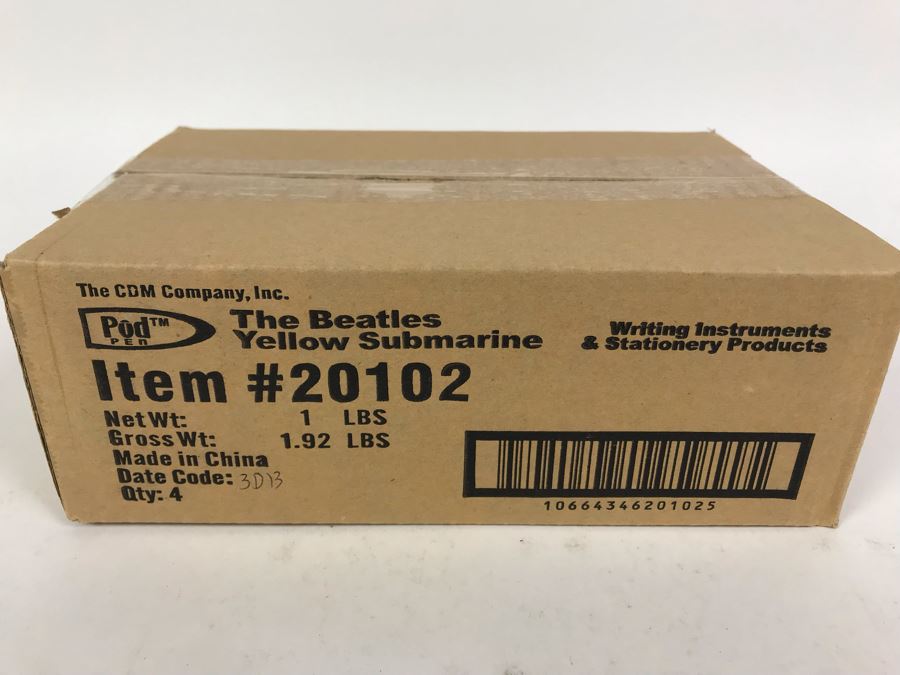 The CDM Company, Inc.
Pod™
PEN
The Beatles
Yellow Submarine
Writing Instruments
& Stationery Products
Item #20102
Net Wt: 1 LBS
Gross Wt: 1.92 LBS
Made in China
Date Code: 3D13
Qty: 4
10664346201025